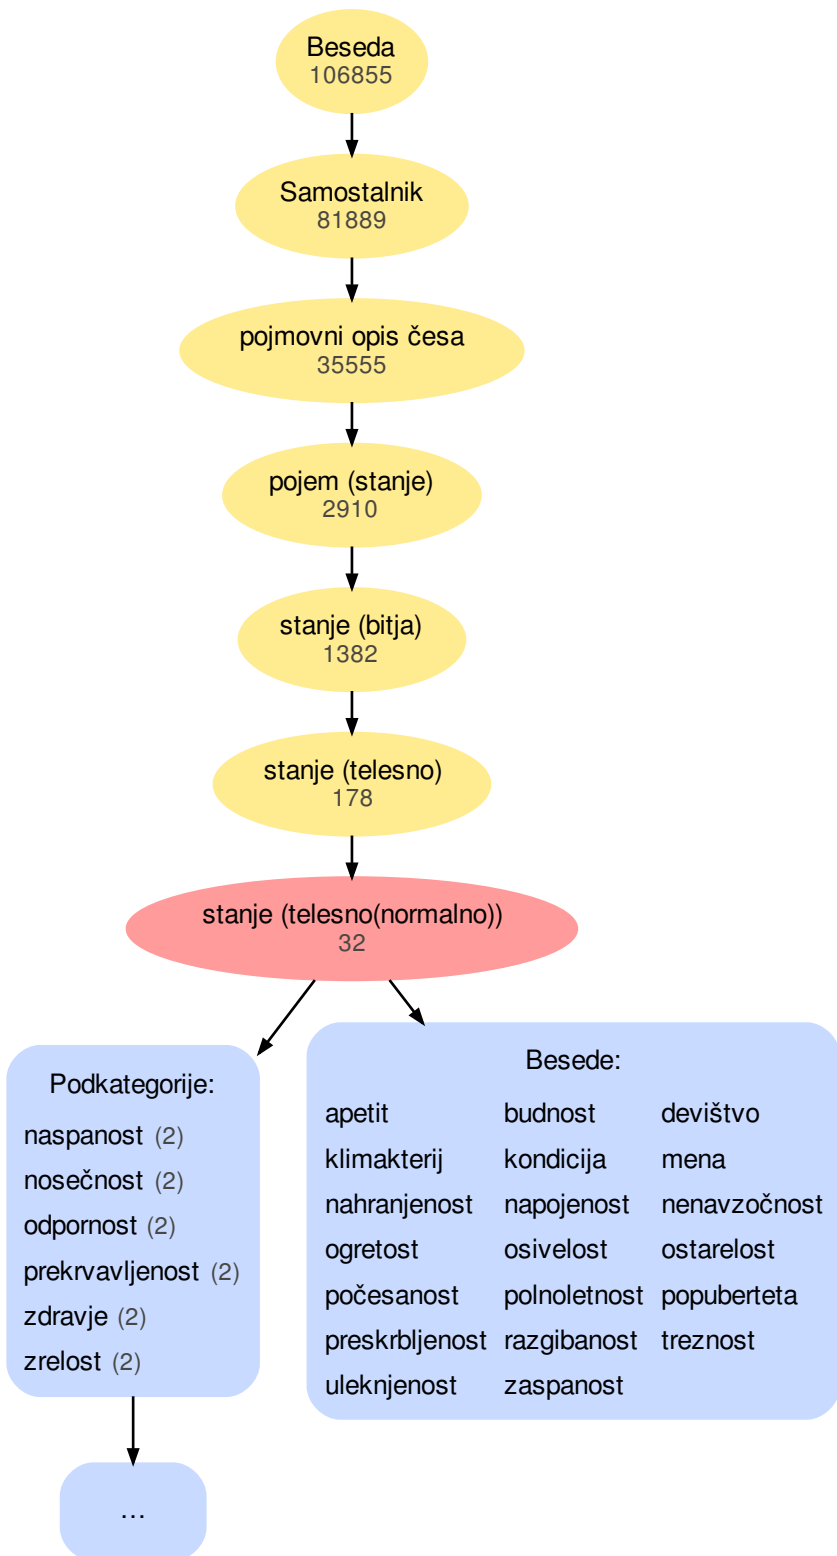 Beseda
106855
Samostalnik
81889
pojmovni opis česa
35555
pojem (stanje)
2910
stanje (bitja)
1382
stanje (telesno)
178
stanje (telesno(normalno))
32
Podkategorije:
naspanost (2)
nosečnost (2)
odpornost (2)
prekrvavljenost (2)
zdravje (2)
zrelost (2)
...
Besede:
apetit budnost devištvo
klimakterij kondicija mena
nahranjenost napojenost nenavzočnost
ogretost osivelost ostarelost
počesanost polnoletnost popuberteta
preskrbljenost razgibanost treznost
uleknjenost zaspanost